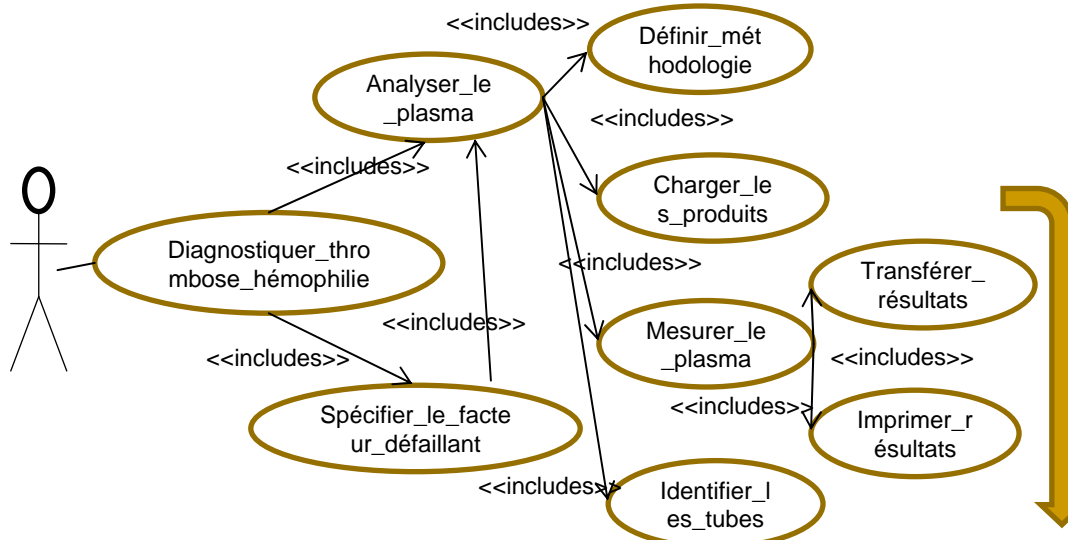 <<includes>>
Définir_mét
hodologie
Analyser_le
_plasma
<<includes>>
<<includes>>
Charger_le
s_produits
Diagnostiquer_thro
mbose_hémophilie
<<includes>>
Transférer_
résultats
<<includes>>
Mesurer_le
_plasma
<<includes>>
<<includes>>
<<includes>>
Spécifier_le_facte
ur_défaillant
Imprimer_r
ésultats
<<includes>>
Identifier_l
es_tubes